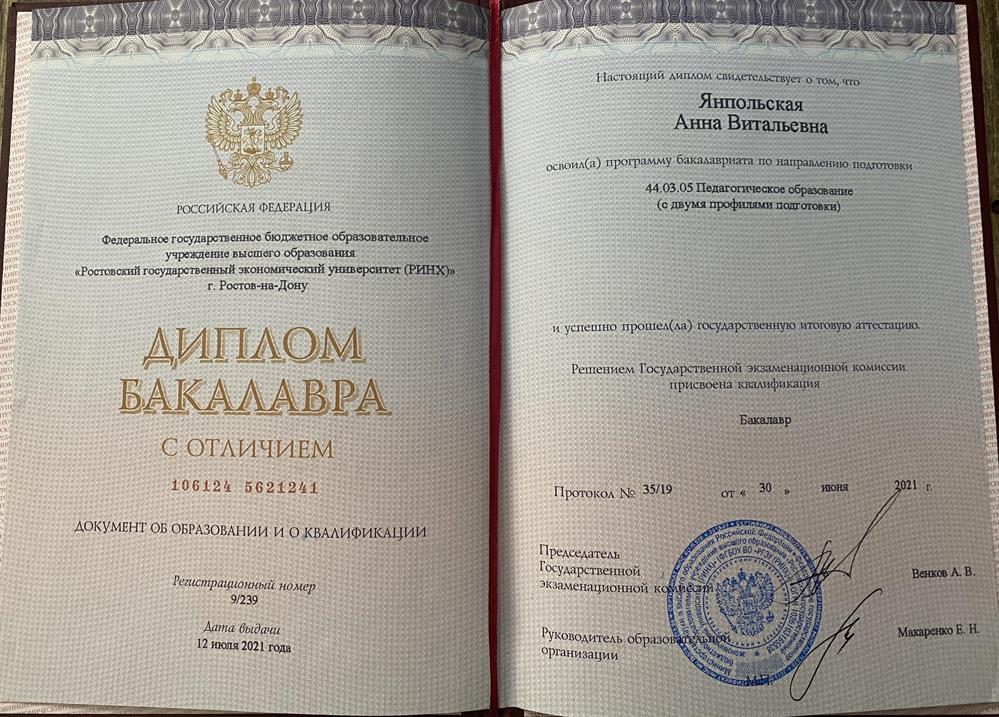 РОССИЙСКАЯ ФЕДЕРАЦИЯ
Федеральное государственное бюджетное образовательное
учреждение высшего образования
«Ростовский государственный экономический университет (РИНХ)»
г. Ростов-на-Дону
ДИПЛОМ
БАКАЛАВРА
С ОТЛИЧИЕМ
106124 5621241
ДОКУМЕНТ ОБ ОБРАЗОВАНИИ И О КВАЛИФИКАЦИИ
Регистрационный номер
9/239
Дата выдачи
12 июля 2021 года
Настоящий диплом свидетельствует о том, что
Янпольская
Анна Витальевна
освоил(а) программу бакалавриата по направлению подготовки
44.03.05 Педагогическое образование
(с двумя профилями подготовки)
и успешно прошел(ла) государственную итоговую аттестацию.
Решением Государственной экзаменационной комиссии
присвоена квалификация
Бакалавр
Протокол № 35/19 от « 30 » июня 2021 г.
Председатель
Государственной
экзаменационной комиссии
Венков А. В.
Руководитель образовательной
организации
Макаренко Е. Н.
М.П.